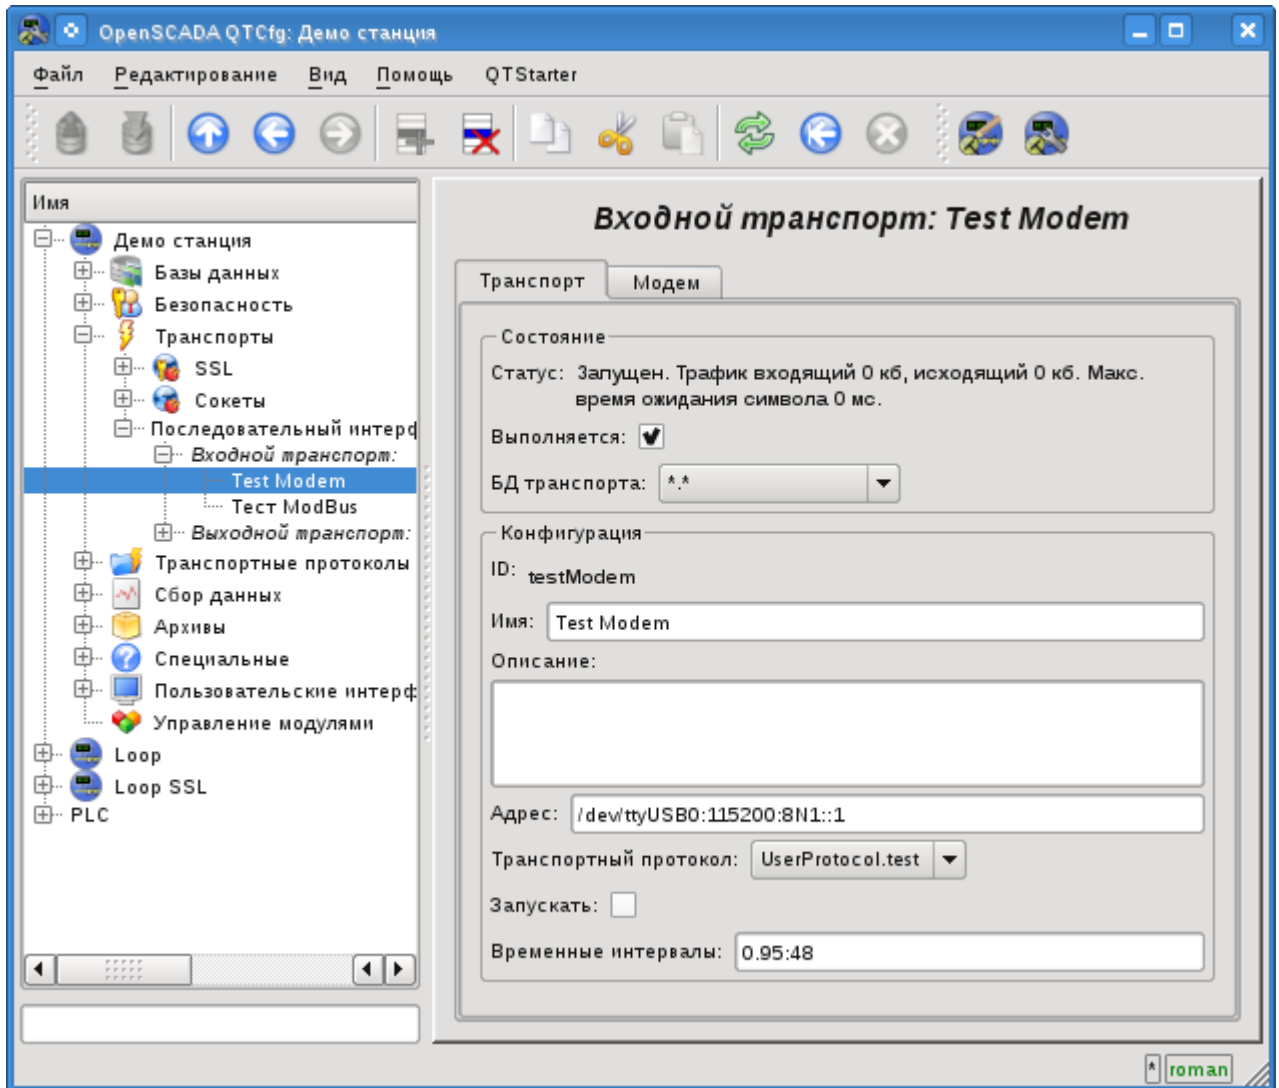 OpenSCADA QTCfg: Демо станция
Файл Редактирование Вид Помощь QTStarter
Имя
Демо станция
Базы данных
Безопасность
Транспорты
SSL
Сокеты
Последовательный интерф
Входной транспорт:
Test Modem
Тест ModBus
Выходной транспорт:
Транспортные протоколы
Сбор данных
Архивы
Специальные
Пользовательские интерф
Управление модулями
Loop
Loop SSL
PLC
Входной транспорт: Test Modem
Транспорт Модем
Состояние
Статус: Запущен. Трафик входящий 0 кб, исходящий 0 кб. Макс.
время ожидания символа 0 мс.
Выполняется:
БД транспорта: *.*
Конфигурация
ID: testModem
Имя: Test Modem
Описание:
Адрес: /dev/ttyUSB0:115200:8N1::1
Транспортный протокол: UserProtocol.test
Запускать:
Временные интервалы: 0.95:48
* roman